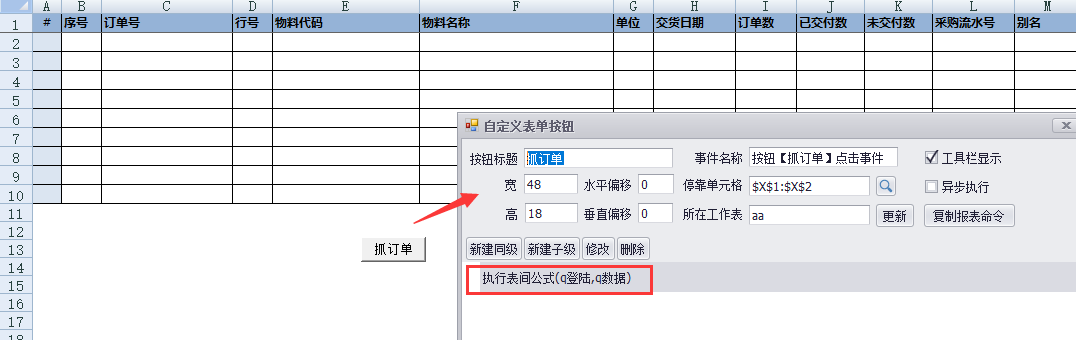 A B C D E F G H I J K L M
1 # 序号 订单号 行号 物料代码 物料名称 单位 交货日期 订单数 已交付数 未交付数 采购流水号 别名
2
3
4
5
6
7
8
9
10
11
12
13
14
15
16
17
18
抓订单
自定义表单按钮
按钮标题 抓订单 事件名称 按钮【抓订单】点击事件 工具栏显示
宽 48 水平偏移 0 停靠单元格 $X$1:$X$2 异步执行
高 18 垂直偏移 0 所在工作表 aa 更新 复制报表命令
新建同级 新建子级 修改 删除
执行表间公式(q登陆,q数据)